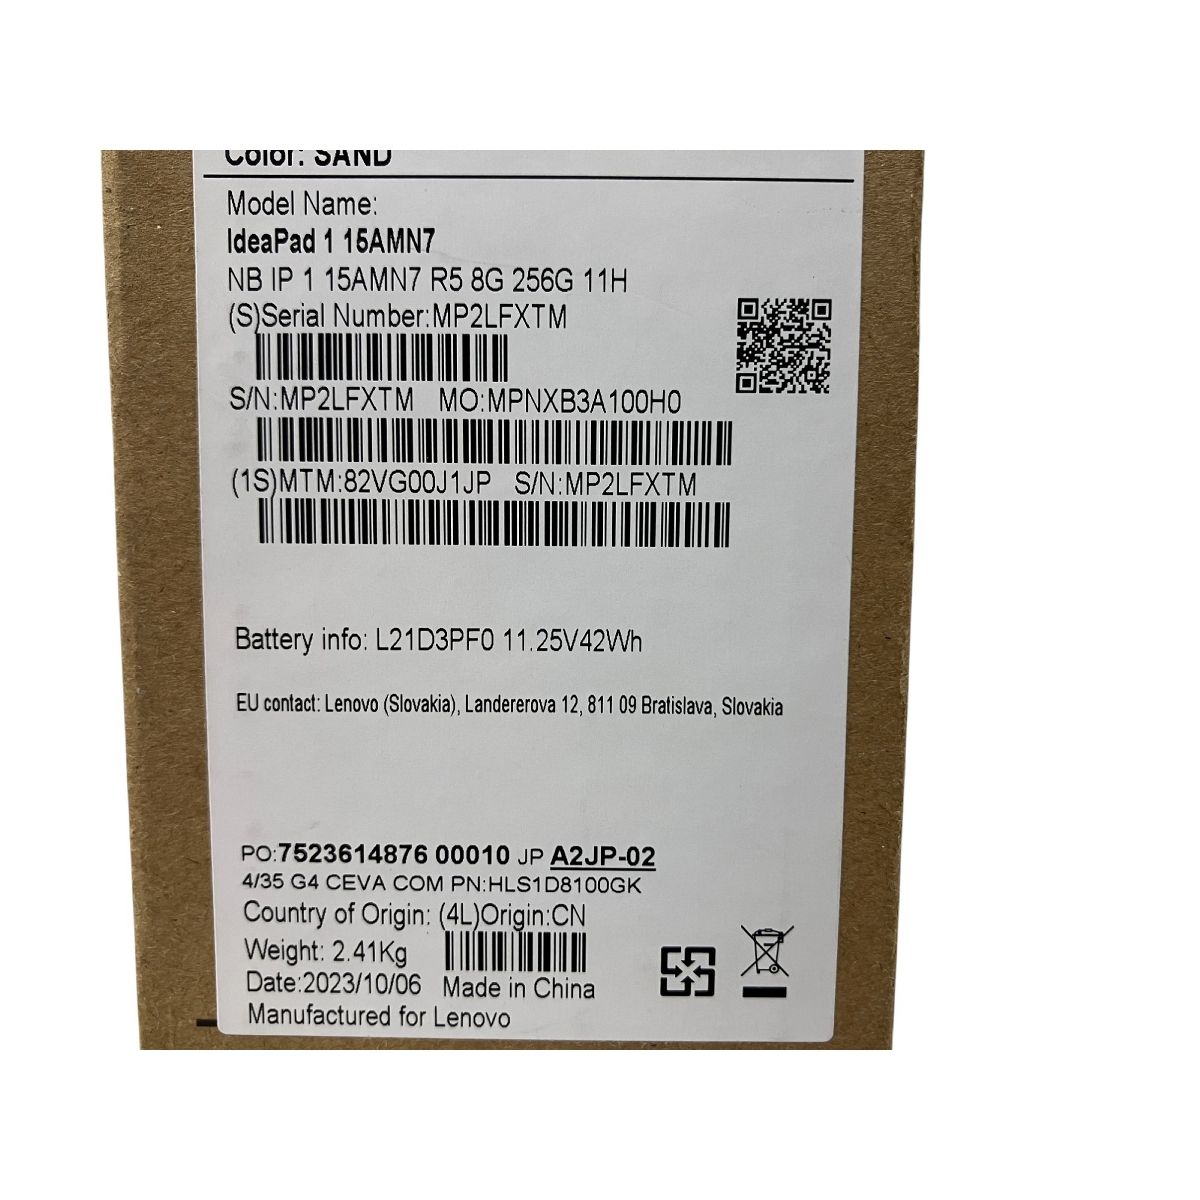 Color: SAND
Model Name:
IdeaPad 1 15AMN7
NB IP 1 15AMN7 R5 8G 256G 11H
(S)Serial Number:MP2LFXTM
S/N:MP2LFXTM MO:MPNXB3A100H0
(1S)MTM:82VG00J1JP S/N:MP2LFXTM
Battery info: L21D3PF0 11.25V42Wh
EU contact: Lenovo (Slovakia), Landererova 12, 811 09 Bratislava, Slovakia
PO:7523614876 00010 JP A2JP-02
4/35 G4 CEVA COM PN:HLS1D8100GK
Country of Origin: (4L)Origin:CN
Weight: 2.41Kg
Date:2023/10/06 Made in China
Manufactured for Lenovo